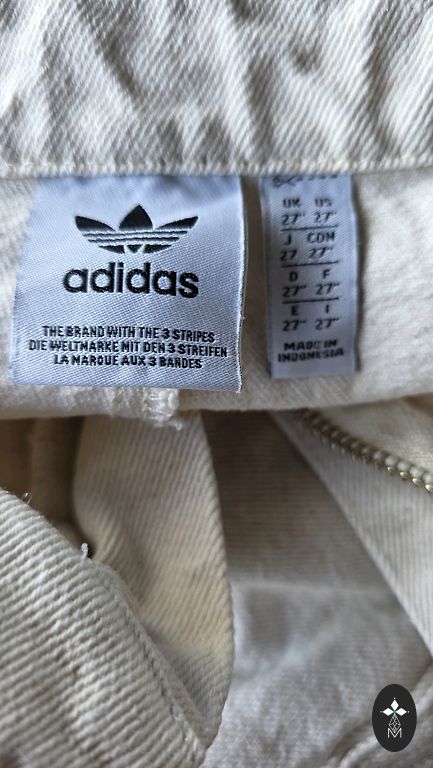 adidas
THE BRAND WITH THE 3 STRIPES
DIE WELTMARKE MIT DEN 3 STREIFEN
LA MARQUE AUX 3 BANDES
UK US
27" 27"
J CDN
27 27"
D F
27" 27"
E I
27" 27"
MADE IN
INDONESIA
M